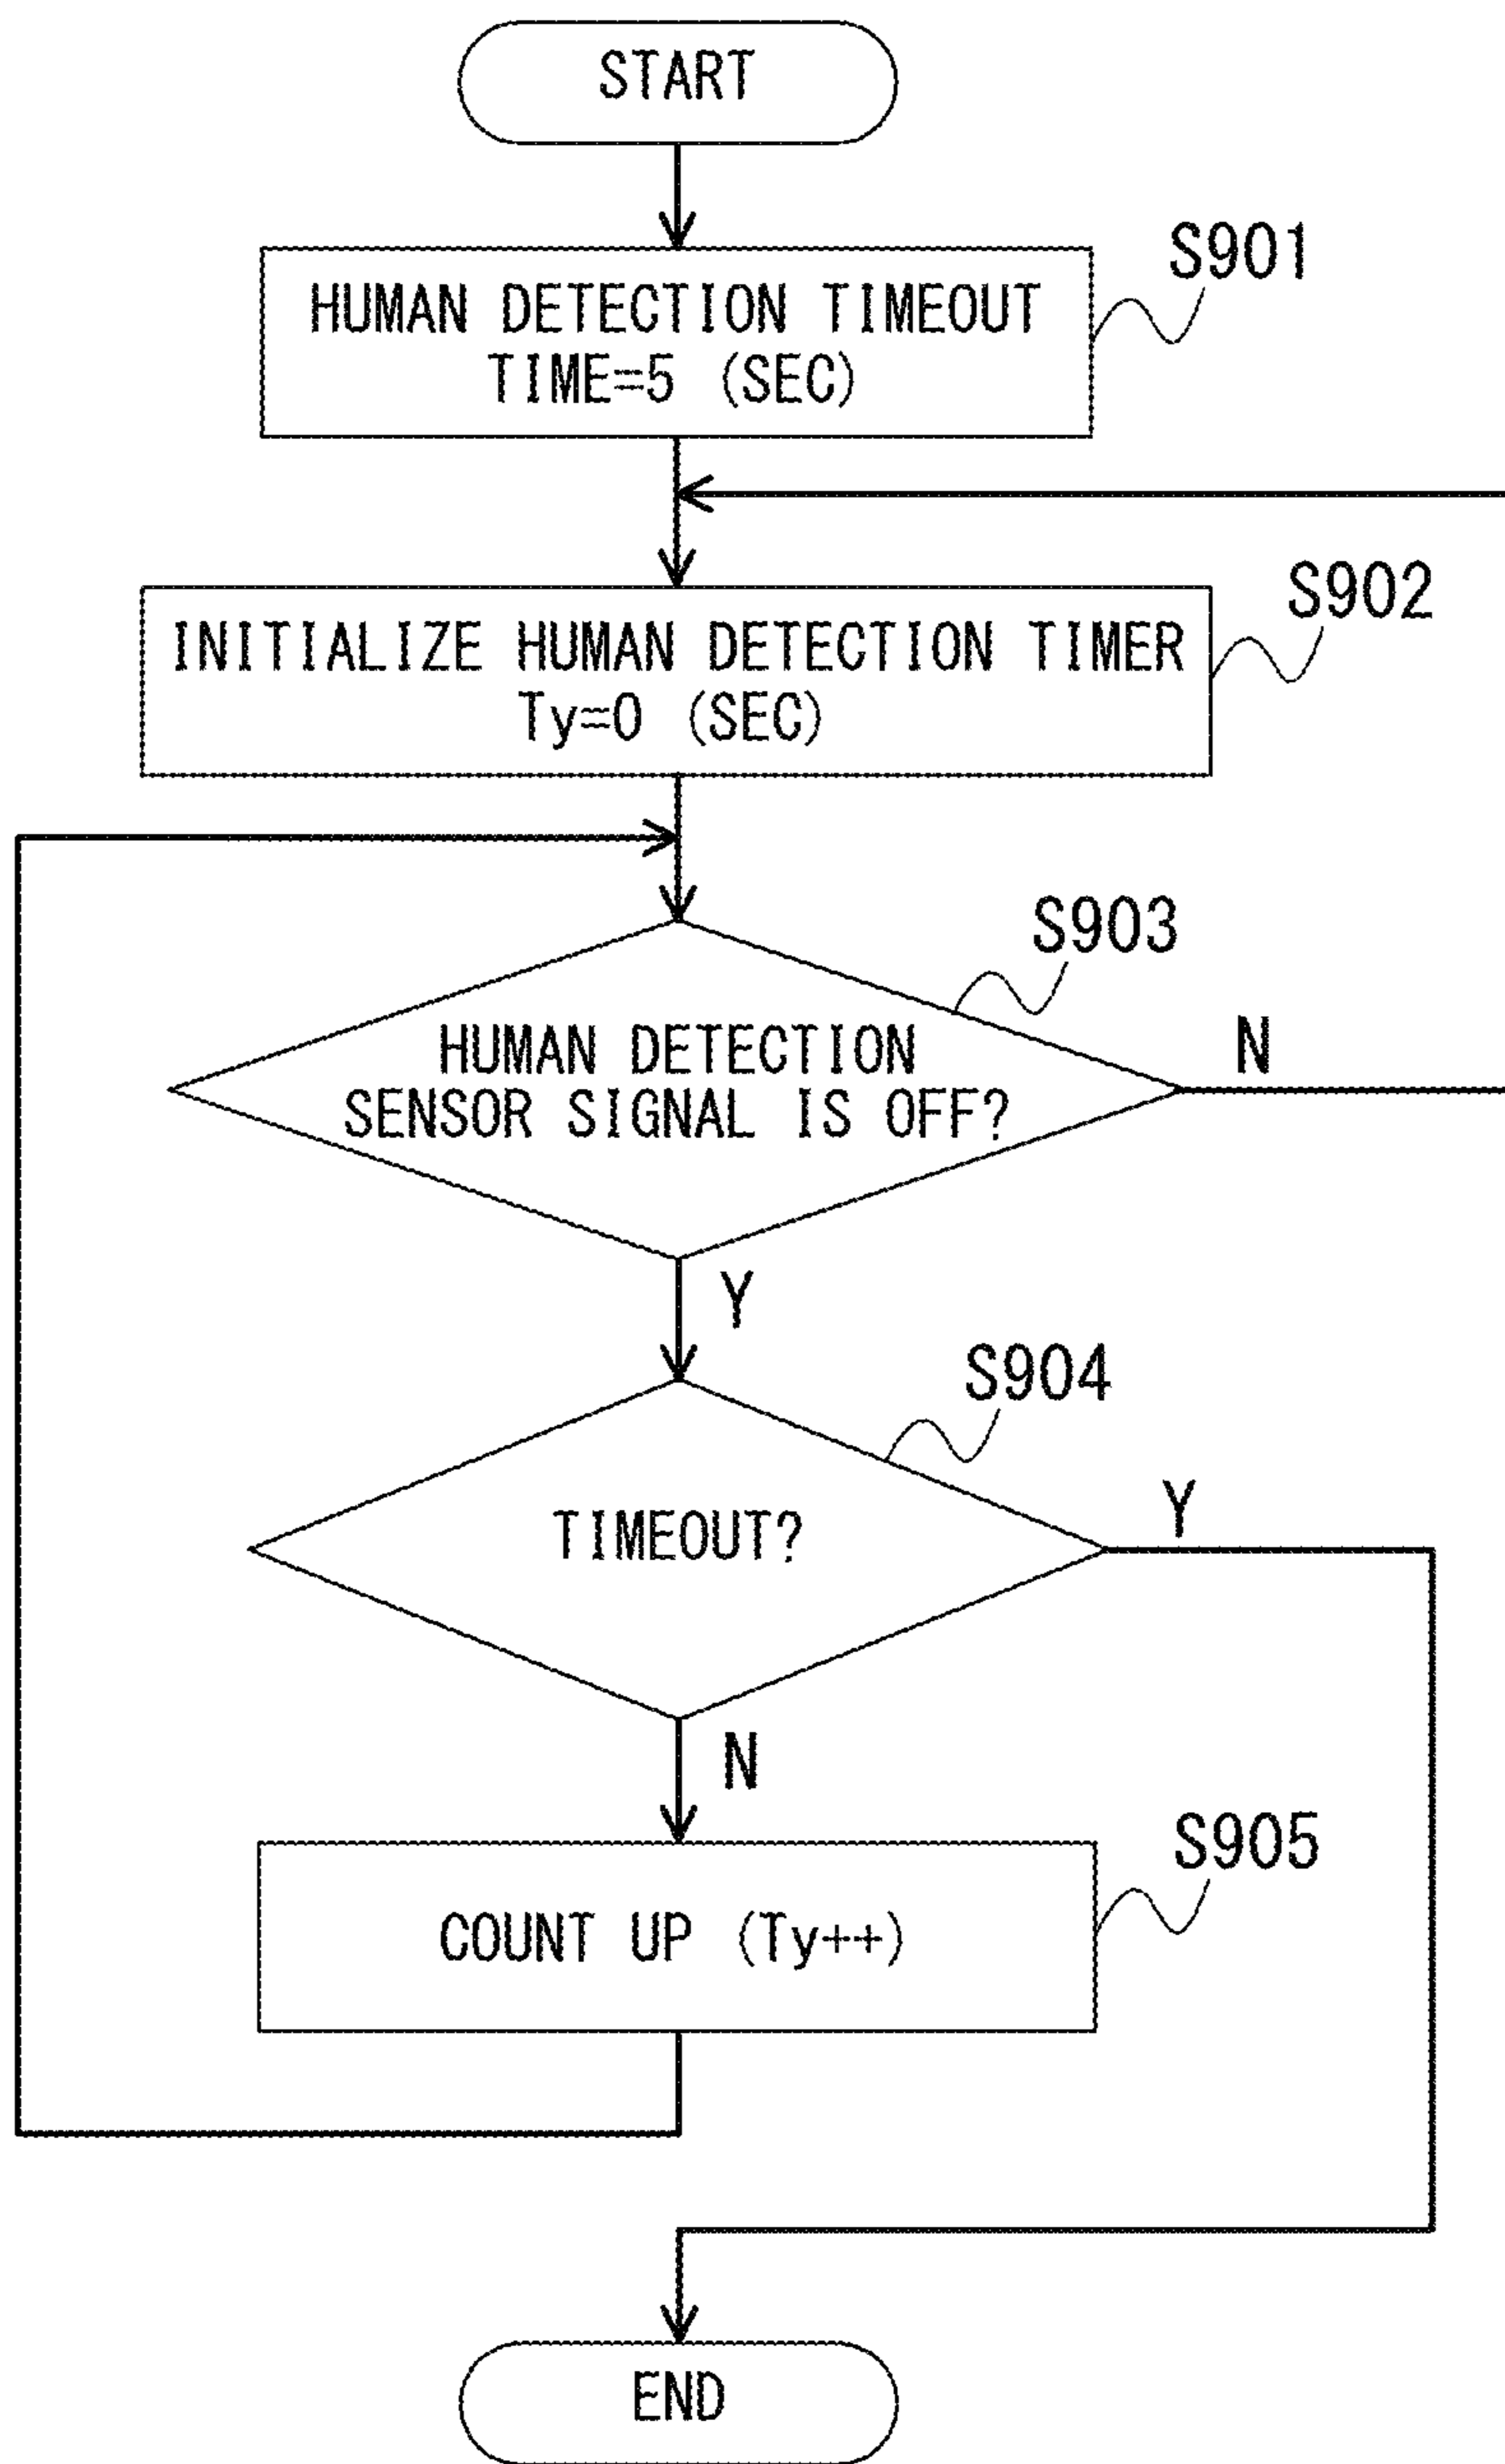 START
S901
HUMAN DETECTION TIMEOUT
TIME=5 (SEC)
S902
INITIALIZE HUMAN DETECTION TIMER
Ty=0 (SEC)
S903
HUMAN DETECTION
SENSOR SIGNAL IS OFF?
N
Y
S904
TIMEOUT?
Y
N
S905
COUNT UP (Ty++)
END